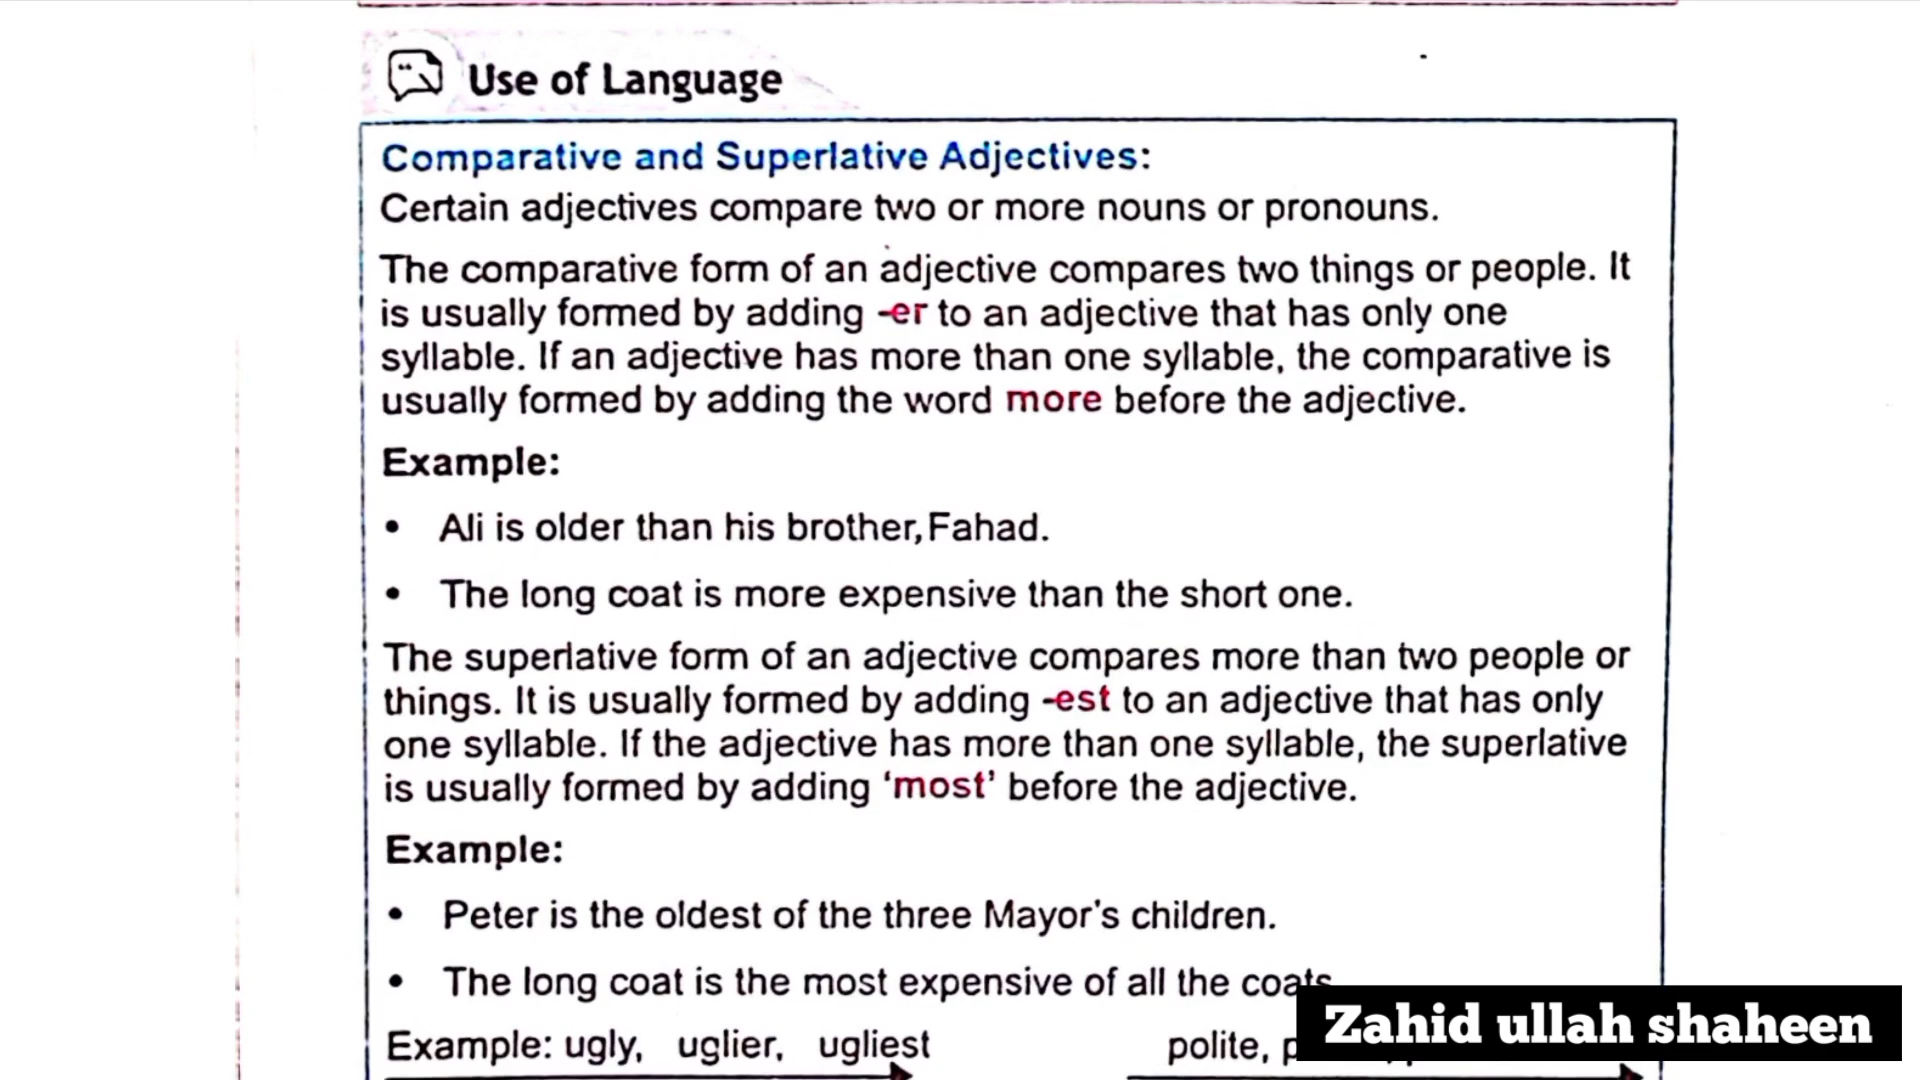 Use of Language
Comparative and Superlative Adjectives:
Certain adjectives compare two or more nouns or pronouns.
The comparative form of an adjective compares two things or people. It
is usually formed by adding -er to an adjective that has only one
syllable. If an adjective has more than one syllable, the comparative is
usually formed by adding the word more before the adjective.
Example:
• Ali is older than his brother, Fahad.
• The long coat is more expensive than the short one.
The superlative form of an adjective compares more than two people or
things. It is usually formed by adding -est to an adjective that has only
one syllable. If the adjective has more than one syllable, the superlative
is usually formed by adding ‘most’ before the adjective.
Example:
• Peter is the oldest of the three Mayor's children.
• The long coat is the most expensive of all the coats
Example: ugly, uglier, ugliest polite,
Zahid ullah shaheen